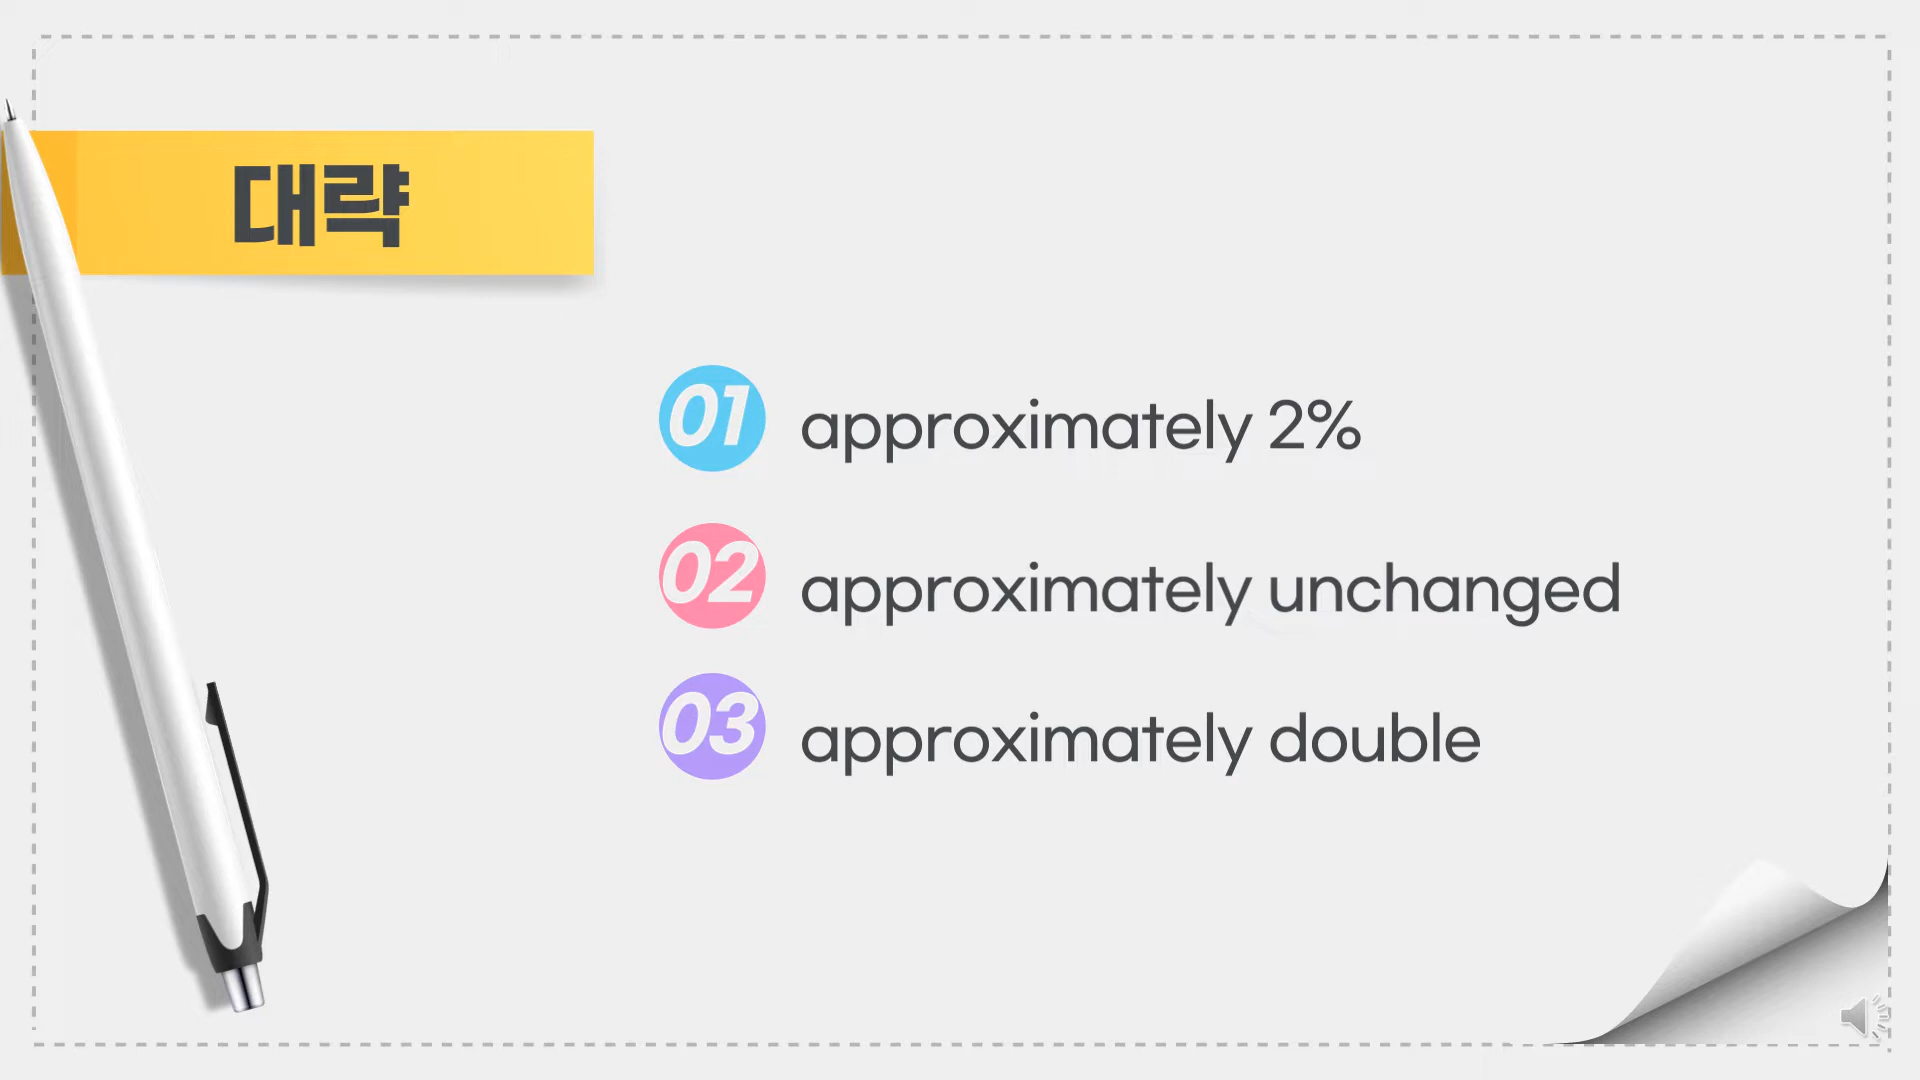 대략
01 approximately 2%
02 approximately unchanged
03 approximately double